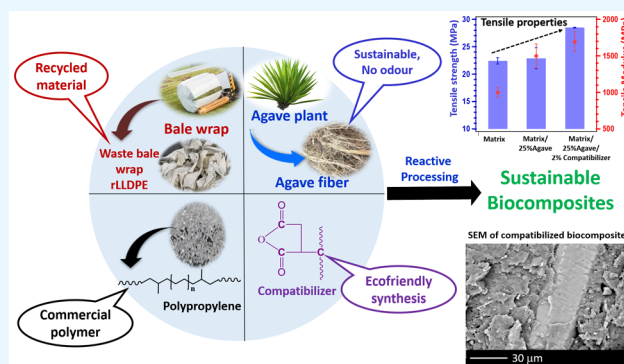 Recycled
material
Bale wrap
Waste bale
wrap
rLLDPE
Sustainable,
No odour
Agave plant
Agave fiber
n
Polypropylene
Commercial
polymer
O
C
O
C
C
O
Compatibilizer
Ecofriendly
synthesis
Reactive
Processing
Tensile properties
Tensile strength (MPa)
30
25
20
15
10
2000
1500
1000
500
Matrix
Matrix/
25%Agave
Matrix/
25%Agave/
2% Compatibilizer
Sustainable
Biocomposites
SEM of compatibilized biocomposite
30 µm